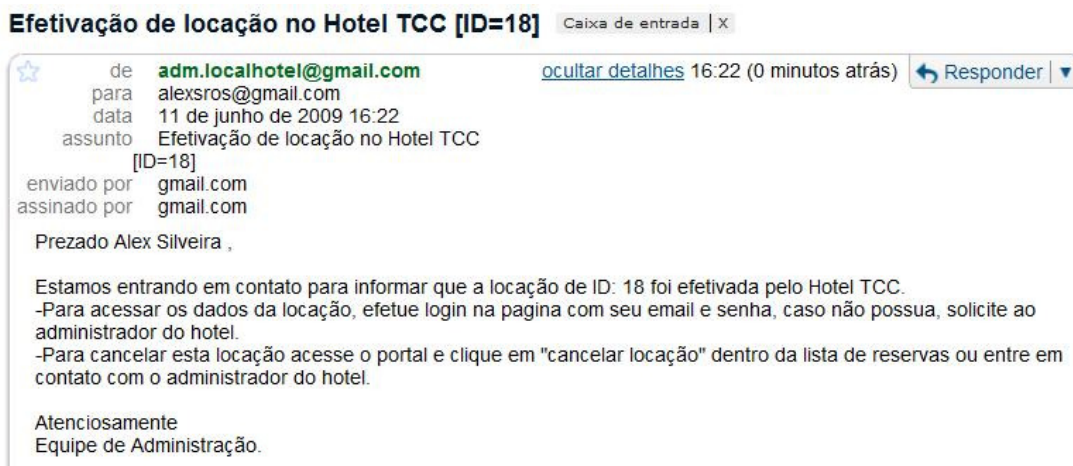 Efetivação de locação no Hotel TCC [ID=18] Caixa de entrada | X
de adm.localhotel@gmail.com ocultar detalhes 16:22 (0 minutos atrás) Responder
para alexsros@gmail.com
data 11 de junho de 2009 16:22
assunto Efetivação de locação no Hotel TCC
[ID=18]
enviado por gmail.com
assinado por gmail.com
Prezado Alex Silveira ,
Estamos entrando em contato para informar que a locação de ID: 18 foi efetivada pelo Hotel TCC.
-Para acessar os dados da locação, efetue login na pagina com seu email e senha, caso não possua, solicite ao
administrador do hotel.
-Para cancelar esta locação acesse o portal e clique em "cancelar locação" dentro da lista de reservas ou entre em
contato com o administrador do hotel.
Atenciosamente
Equipe de Administração.